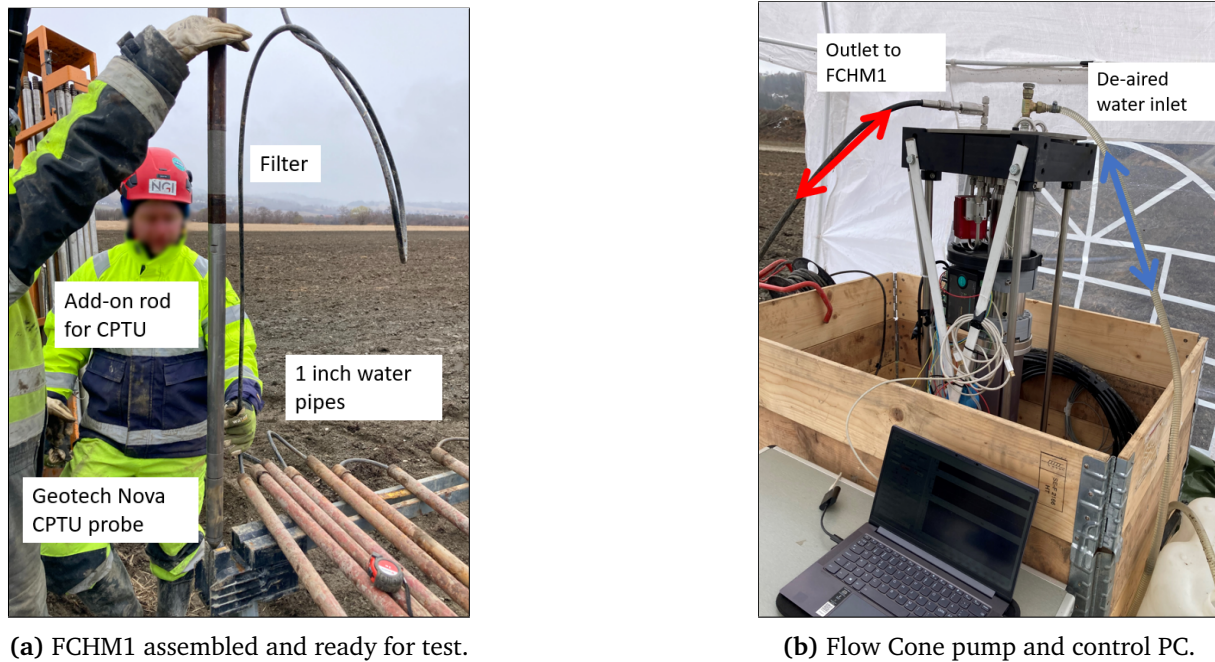 Filter
NGI
Add-on rod
for CPTU
1 inch water
pipes
Geotech Nova
CPTU probe
(a) FCHM1 assembled and ready for test.
Outlet to
FCHM1
De-aired
water inlet
(b) Flow Cone pump and control PC.